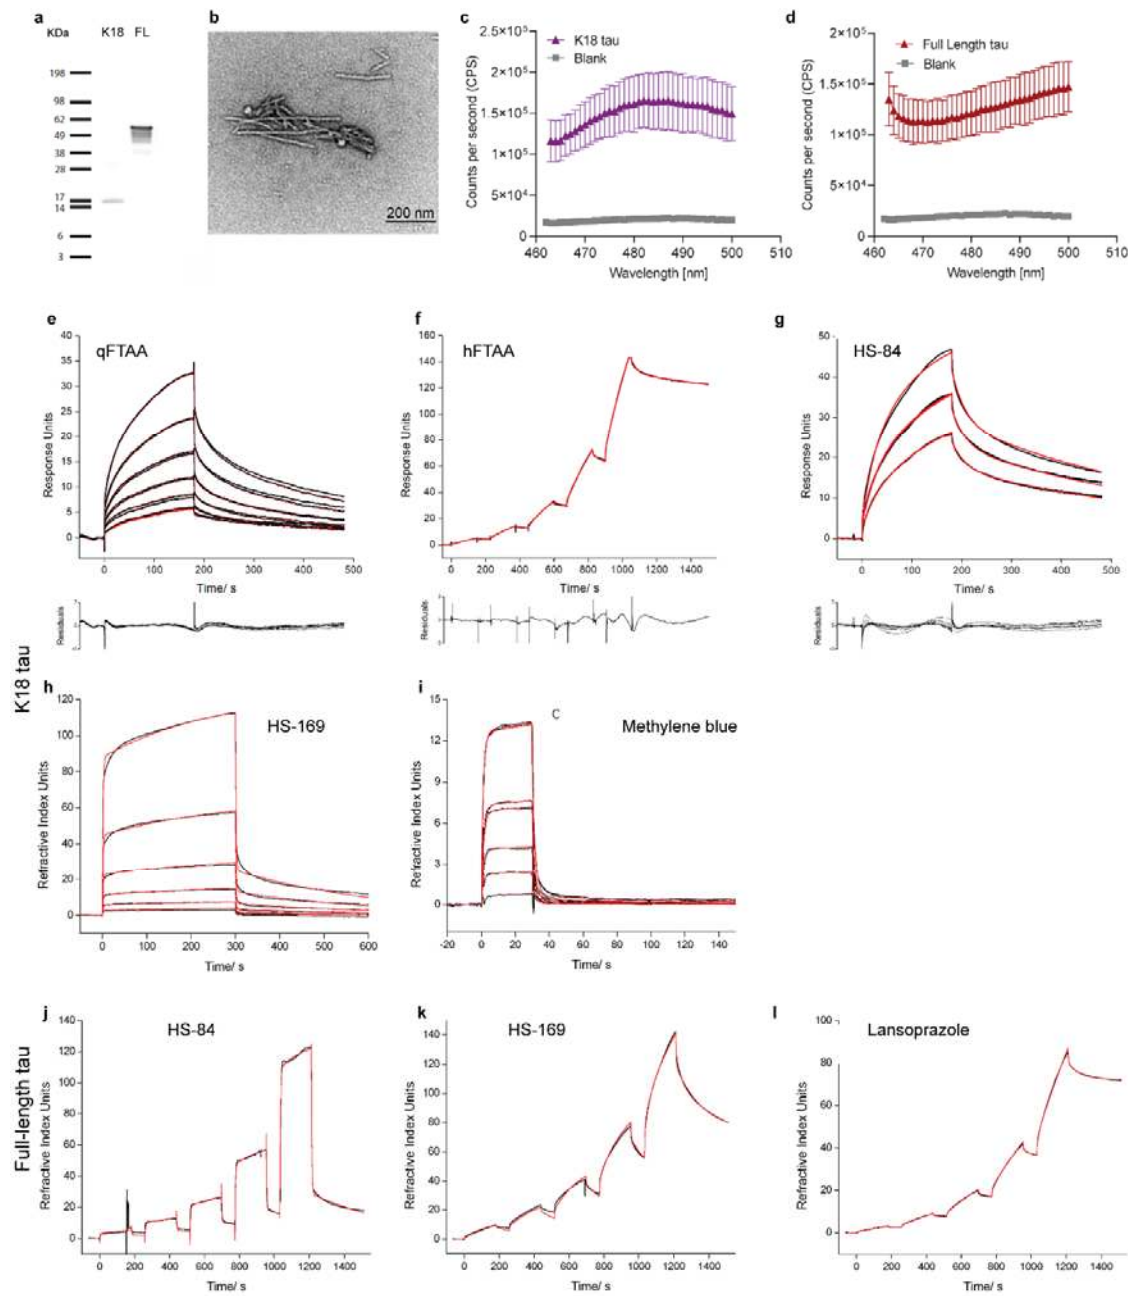 a
KDa K18 FL
198
98
62
49
38
28
17
14
6
3
b
200 nm
c
2.5×10⁵
2×10⁵
1.5×10⁵
1×10⁵
5×10⁴
0
Counts per second (CPS)
K18 tau
Blank
460 470 480 490 500 510
Wavelength [nm]
d
2×10⁵
1.5×10⁵
1×10⁵
5×10⁴
0
Counts per second (CPS)
Full Length tau
Blank
460 470 480 490 500 510
Wavelength [nm]
K18 tau
e
qFTAA
40
35
30
25
20
15
10
5
0
Response Units
0 100 200 300 400 500
Time/ s
Residuals
f
hFTAA
160
140
120
100
80
60
40
20
0
Response Units
0 200 400 600 800 1000 1200 1400
Time/ s
Residuals
g
HS-84
50
40
30
20
10
0
Response Units
0 100 200 300 400 500
Time/ s
Residuals
h
HS-169
120
100
80
60
40
20
0
Refractive Index Units
0 100 200 300 400 500 600
Time/ s
i
C
Methylene blue
15
12
9
6
3
0
Refractive Index Units
-20 0 20 40 60 80 100 120 140
Time/ s
Full-length tau
j
HS-84
140
120
100
80
60
40
20
0
Refractive Index Units
0 200 400 600 800 1000 1200 1400
Time/ s
k
HS-169
140
120
100
80
60
40
20
0
Refractive Index Units
0 200 400 600 800 1000 1200 1400
Time/ s
l
Lansoprazole
100
80
60
40
20
0
Refractive Index Units
0 200 400 600 800 1000 1200 1400
Time/ s